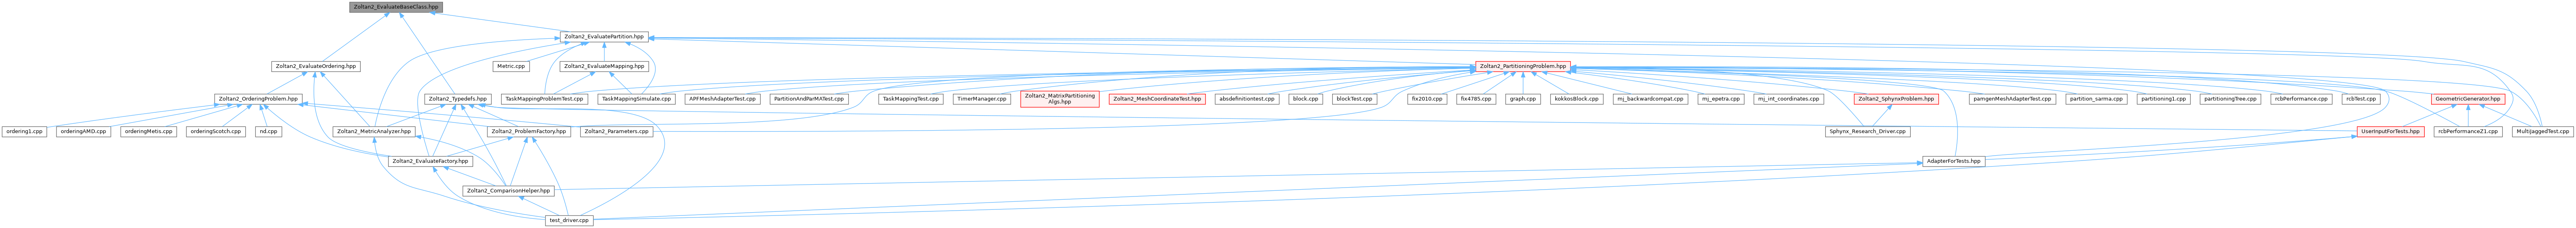 Zoltan2_EvaluateBaseClass.hpp
Zoltan2_EvaluatePartition.hpp
Zoltan2_EvaluateOrdering.hpp
Metric.cpp
Zoltan2_EvaluateMapping.hpp
Zoltan2_PartitioningProblem.hpp
Zoltan2_OrderingProblem.hpp
Zoltan2_Typedefs.hpp
TaskMappingProblemTest.cpp
TaskMappingSimulate.cpp
APFMeshAdapterTest.cpp
PartitionAndParMATest.cpp
TaskMappingTest.cpp
TimerManager.cpp
Zoltan2_MatrixPartitioning
Algs.hpp
Zoltan2_MeshCoordinateTest.hpp
absdefinitiontest.cpp
block.cpp
blockTest.cpp
fix2010.cpp
fix4785.cpp
graph.cpp
kokkosBlock.cpp
mj_backwardcompat.cpp
mj_epetra.cpp
mj_int_coordinates.cpp
Zoltan2_SphynxProblem.hpp
pamgenMeshAdapterTest.cpp
partition_sarma.cpp
partitioning1.cpp
partitioningTree.cpp
rcbPerformance.cpp
rcbTest.cpp
GeometricGenerator.hpp
ordering1.cpp
orderingAMD.cpp
orderingMetis.cpp
orderingScotch.cpp
nd.cpp
Zoltan2_MetricAnalyzer.hpp
Zoltan2_ProblemFactory.hpp
Zoltan2_Parameters.cpp
Sphynx_Research_Driver.cpp
UserInputForTests.hpp
rcbPerformanceZ1.cpp
MultiJaggedTest.cpp
Zoltan2_EvaluateFactory.hpp
AdapterForTests.hpp
Zoltan2_ComparisonHelper.hpp
test_driver.cpp